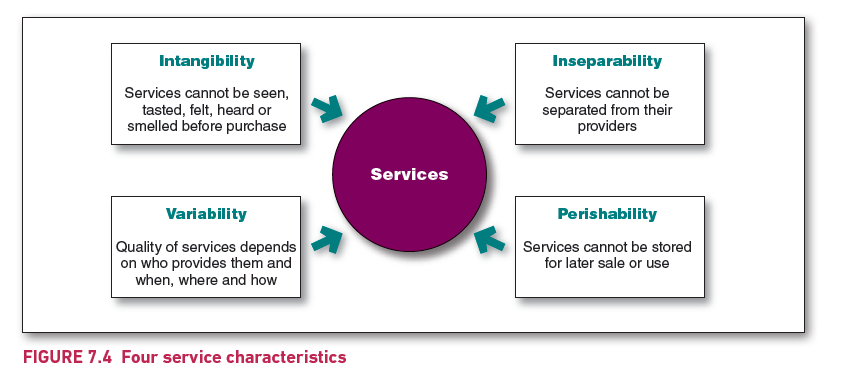 Intangibility
Services cannot be seen,
tasted, felt, heard or
smelled before purchase
Inseparability
Services cannot be
separated from their
providers
Services
Variability
Quality of services depends
on who provides them and
when, where and how
Perishability
Services cannot be stored
for later sale or use
FIGURE 7.4 Four service characteristics